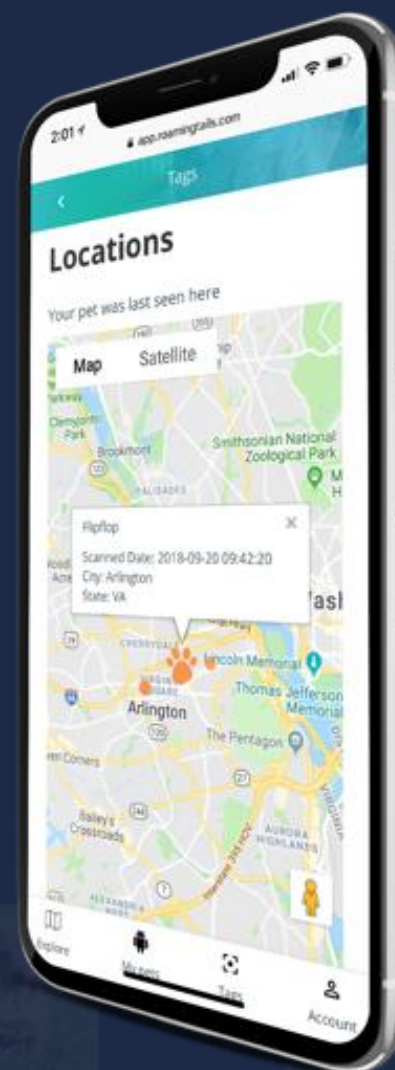 2:01
app.roamingtails.com
Tags
Locations
Your pet was last seen here
Map
Satellite
Smithsonian National
Zoological Park
Park
Brookmont
PALISADES
Flipflop
Scanned Date: 2018-09-20 09:42:20
City: Arlington
State: VA
CHERRYDALE
Lincoln Memorial
Arlington
Thomas Jefferson
Memorial
The Pentagon
Bailey's
Crossroads
AURORA
HIGHLANDS
Explore
My pets
Tags
Account